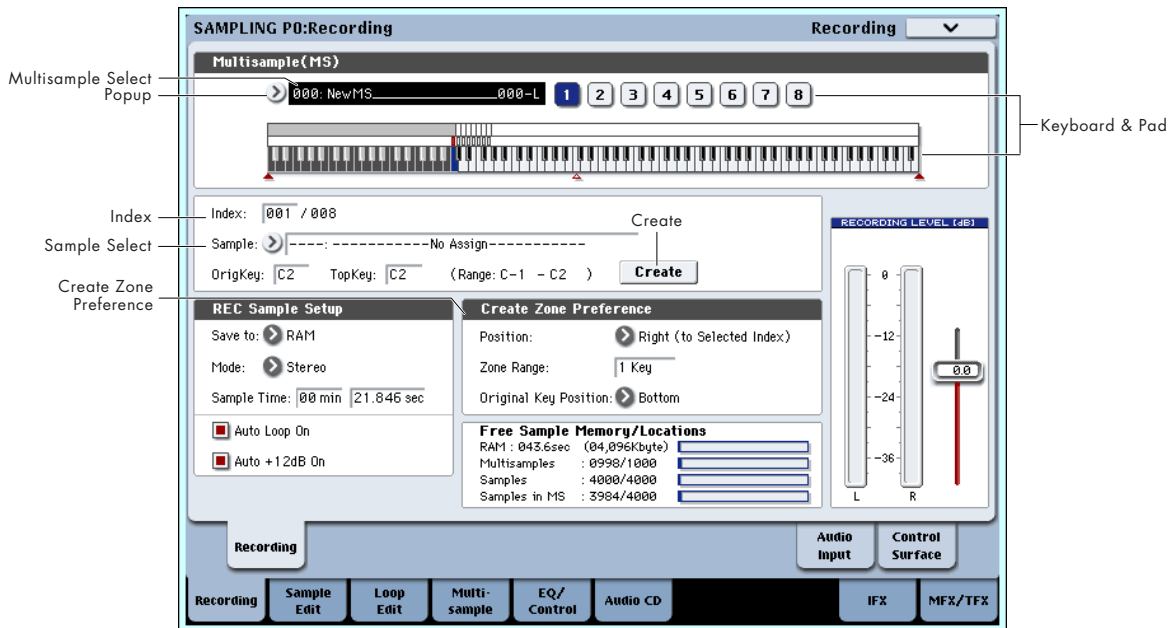 SAMPLING P0:Recording
Recording
Multisample(MS)
Multisample Select
Popup
000: NewMS_________________000-L
1 2 3 4 5 6 7 8
Keyboard & Pad
Index
Index: 001 /008
Create
RECORDING LEVEL (dB)
Sample Select
Sample: ----: ------------No Assign------------
OrigKey: C2 TopKey: C2 (Range: C-1 - C2 ) Create
Create Zone
Preference
REC Sample Setup
Save to: RAM
Mode: Stereo
Sample Time: 00 min 21.846 sec
Auto Loop On
Auto +12dB On
Create Zone Preference
Position: Right (to Selected Index)
Zone Range: 1 Key
Original Key Position: Bottom
Free Sample Memory/Locations
RAM : 043.6sec (04,096Kbyte)
Multisamples : 0998/1000
Samples : 4000/4000
Samples in MS : 3984/4000
0
-12
-24
-36
L R
0.0
Recording
Audio
Input
Control
Surface
Recording
Sample
Edit
Loop
Edit
Multi-
sample
EQ/
Control
Audio CD
IFX
MFX/TFX